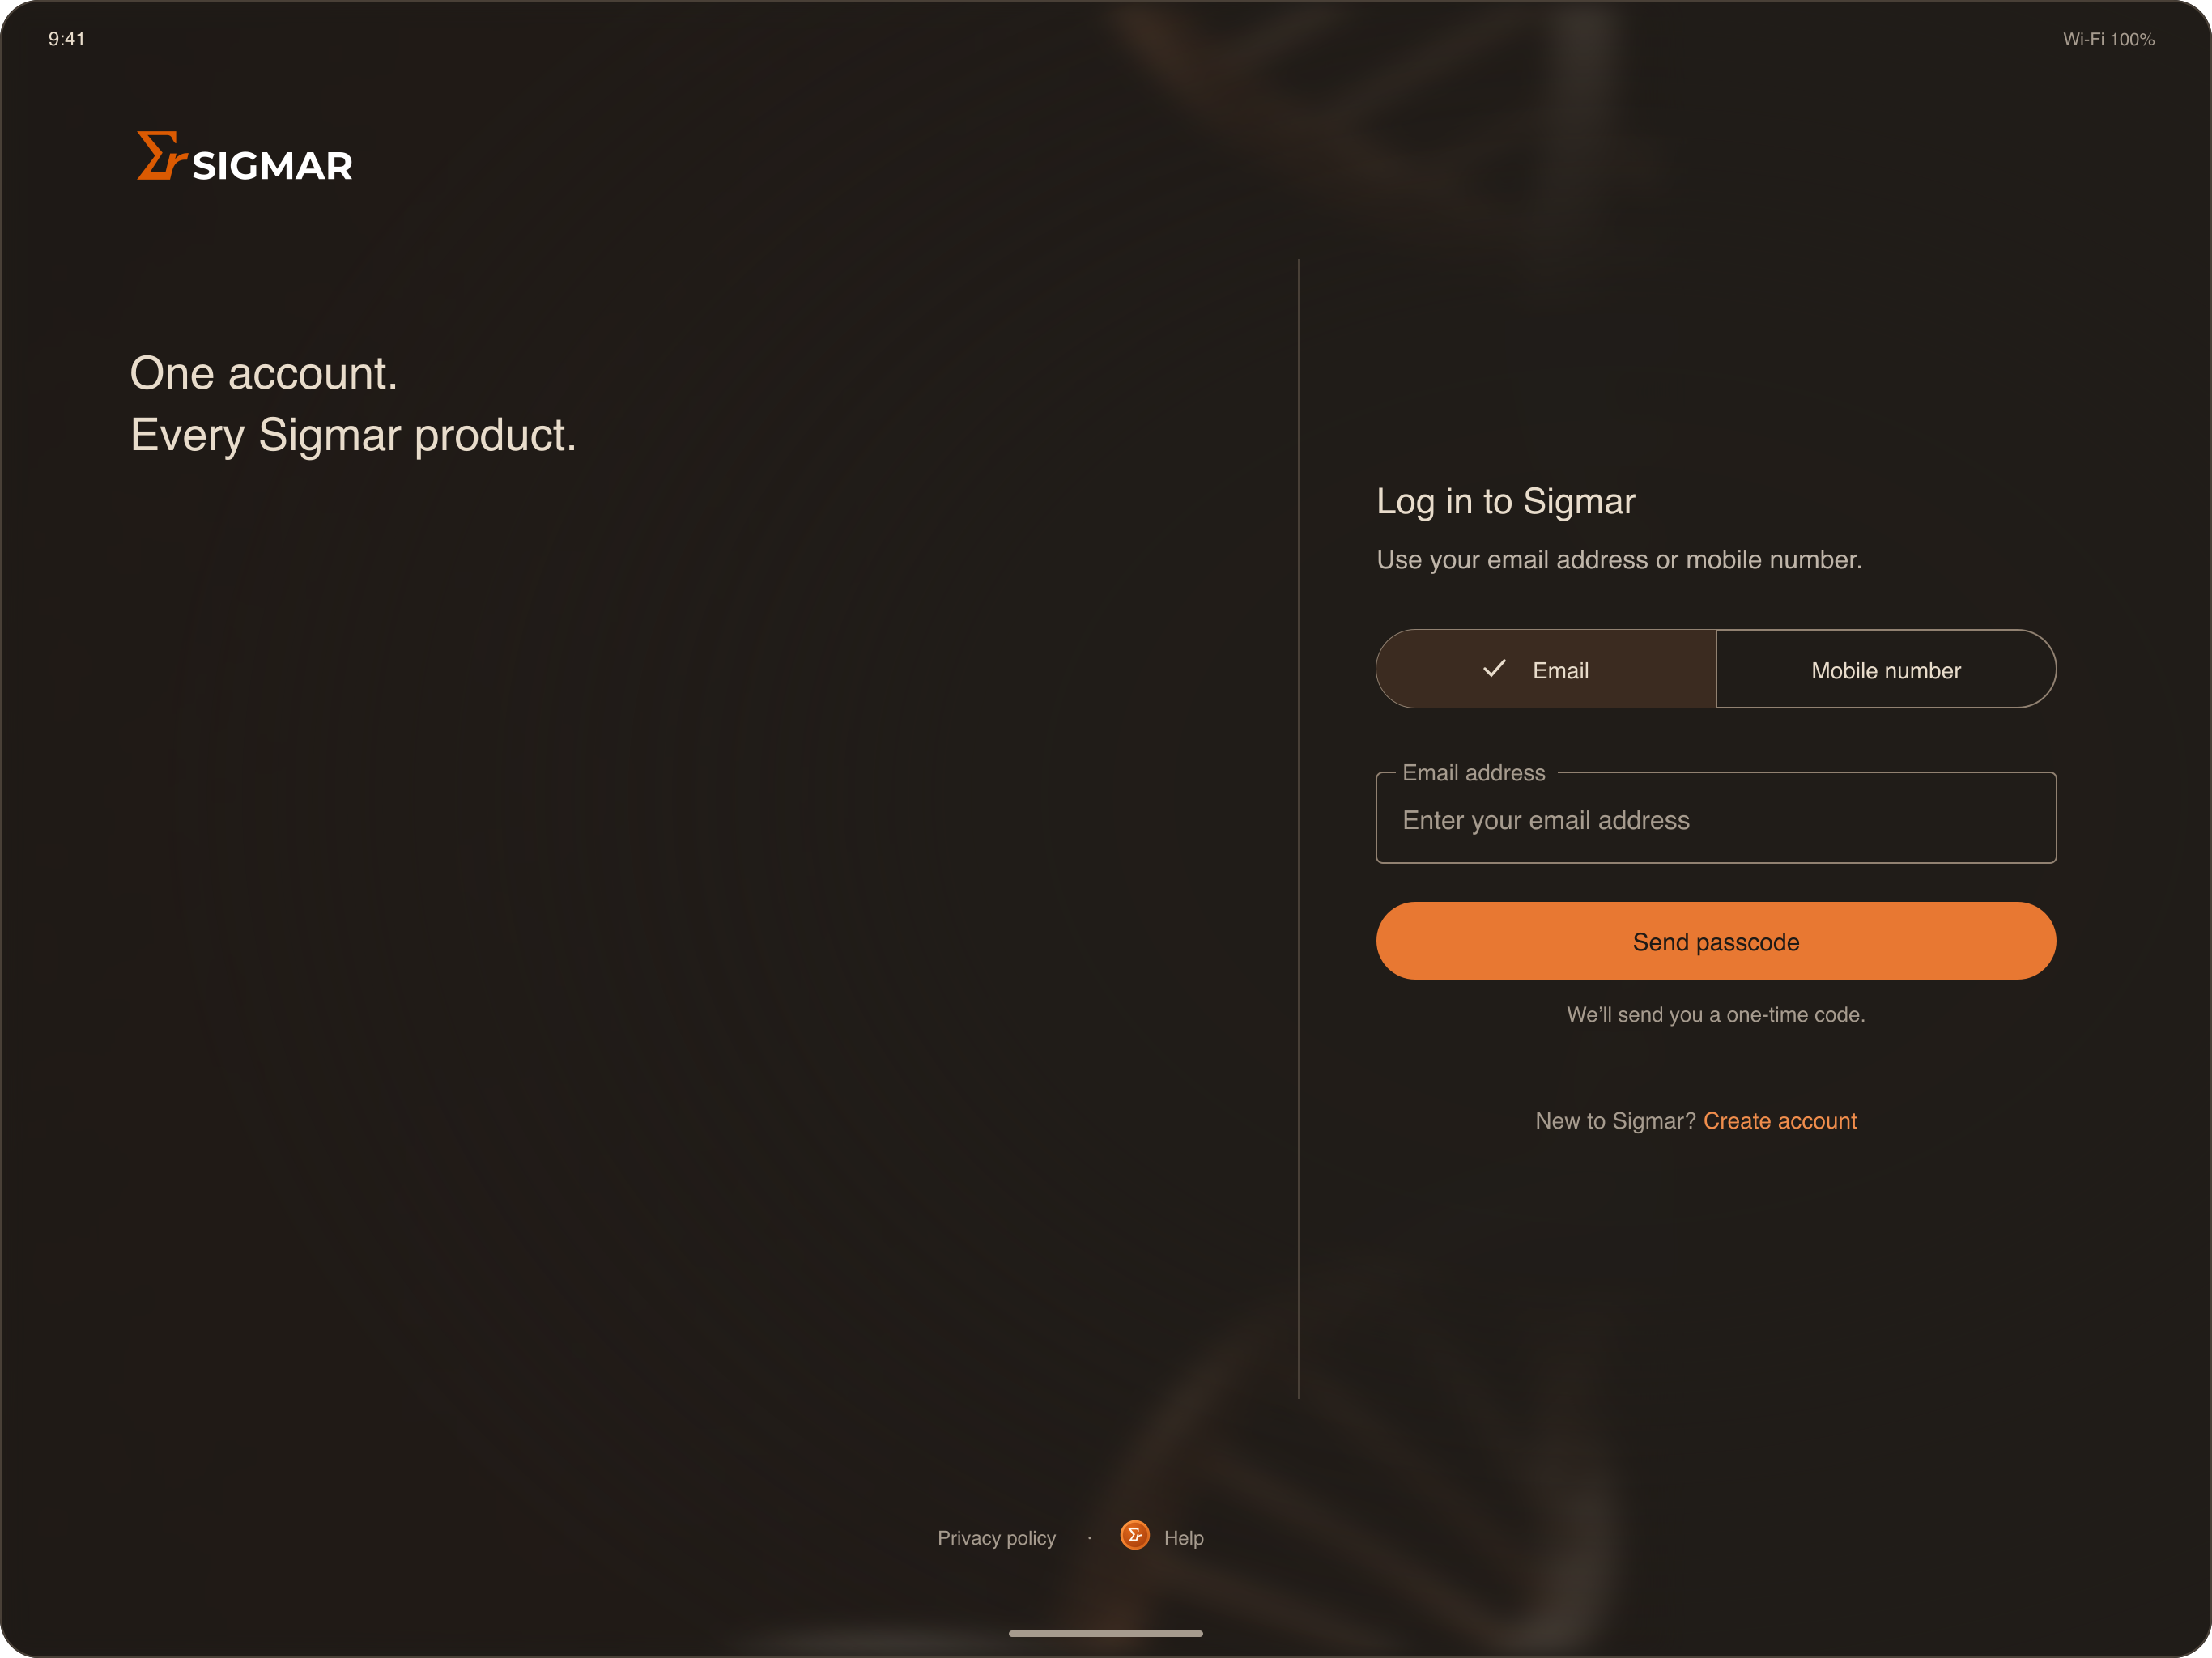 9:41
Wi-Fi 100%
Σr SIGMAR
One account.
Every Sigmar product.
Log in to Sigmar
Use your email address or mobile number.
Email
Mobile number
Email address
Enter your email address
Send passcode
We’ll send you a one-time code.
New to Sigmar? Create account
Privacy policy · Σr Help